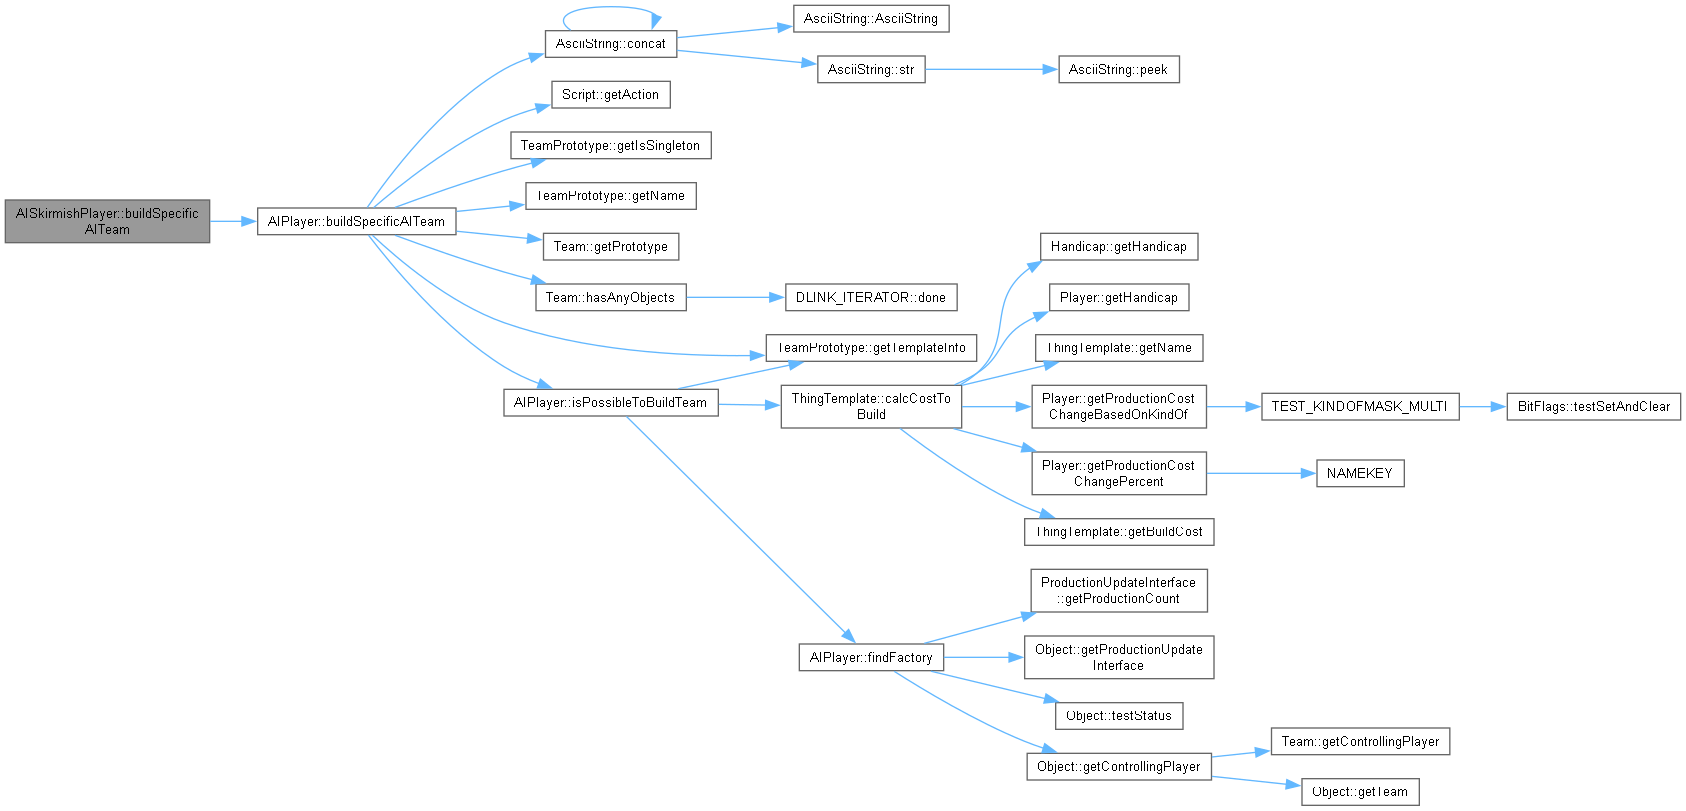 AISkirmishPlayer::buildSpecific
AITeam
AIPlayer::buildSpecificAITeam
AsciiString::concat
AsciiString::AsciiString
AsciiString::str
AsciiString::peek
Script::getAction
TeamPrototype::getIsSingleton
TeamPrototype::getName
Team::getPrototype
Team::hasAnyObjects
DLINK_ITERATOR::done
TeamPrototype::getTemplateInfo
AIPlayer::isPossibleToBuildTeam
ThingTemplate::calcCostTo
Build
Handicap::getHandicap
Player::getHandicap
ThingTemplate::getName
Player::getProductionCost
ChangeBasedOnKindOf
TEST_KINDOFMASK_MULTI
BitFlags::testSetAndClear
Player::getProductionCost
ChangePercent
NAMEKEY
ThingTemplate::getBuildCost
AIPlayer::findFactory
ProductionUpdateInterface
::getProductionCount
Object::getProductionUpdate
Interface
Object::testStatus
Object::getControllingPlayer
Team::getControllingPlayer
Object::getTeam